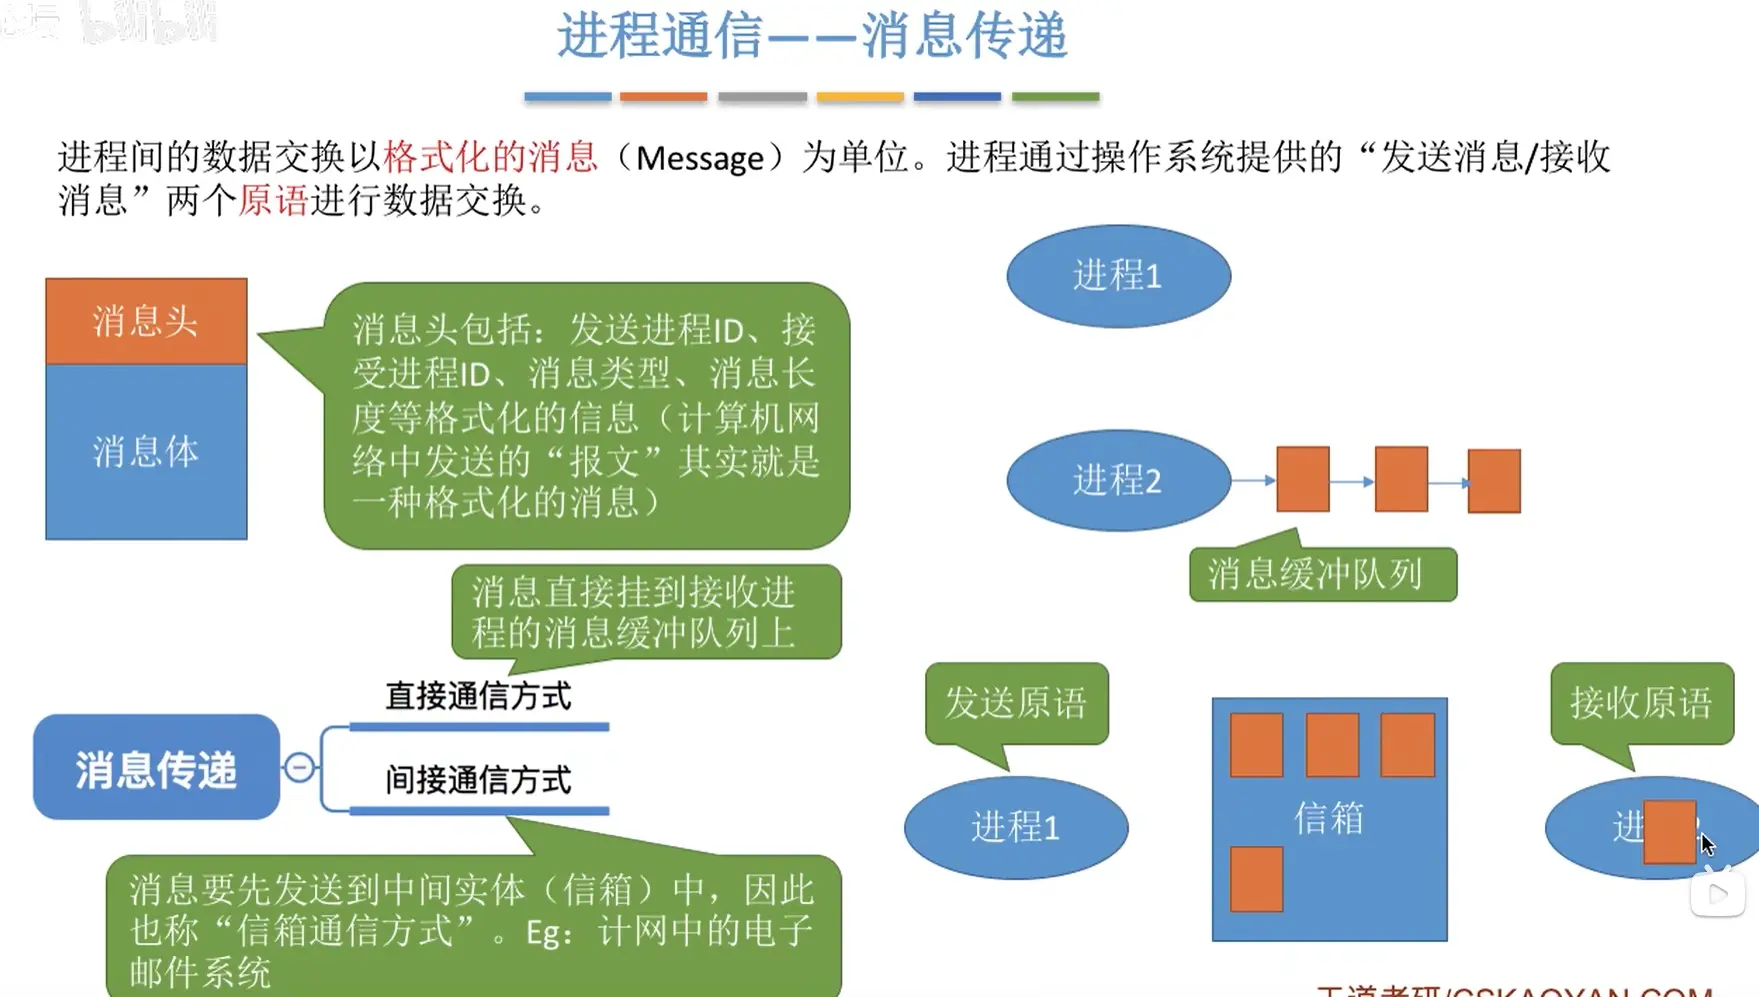 进程通信——消息传递
进程间的数据交换以格式化的消息（Message）为单位。进程通过操作系统提供的“发送消息/接收
消息”两个原语进行数据交换。
消息头
消息体
消息头包括：发送进程ID、接
受进程ID、消息类型、消息长
度等格式化的信息（计算机网
络中发送的“报文”其实就是
一种格式化的消息）
进程1
进程2
消息缓冲队列
消息直接挂到接收进
程的消息缓冲队列上
直接通信方式
消息传递
间接通信方式
消息要先发送到中间实体（信箱）中，因此
也称“信箱通信方式”。Eg：计网中的电子
邮件系统
发送原语
进程1
信箱
接收原语
进
王道考研/CSKAOYAN.COM